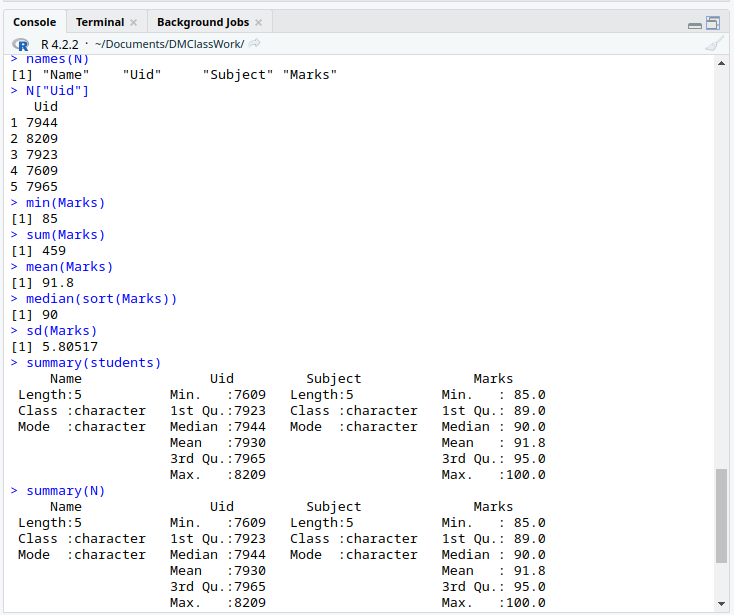 Console Terminal × Background Jobs ×
R 4.2.2 · ~/Documents/DMClassWork/
> names(N)
[1] "Name"    "Uid"     "Subject" "Marks"
> N["Uid"]
   Uid
1 7944
2 8209
3 7923
4 7609
5 7965
> min(Marks)
[1] 85
> sum(Marks)
[1] 459
> mean(Marks)
[1] 91.8
> median(sort(Marks))
[1] 90
> sd(Marks)
[1] 5.80517
> summary(students)
     Name                Uid         Subject              Marks
 Length:5           Min.   :7609   Length:5           Min.   : 85.0
 Class :character   1st Qu.:7923   Class :character   1st Qu.: 89.0
 Mode  :character   Median :7944   Mode  :character   Median : 90.0
                    Mean   :7930                      Mean   : 91.8
                    3rd Qu.:7965                      3rd Qu.: 95.0
                    Max.   :8209                      Max.   :100.0
> summary(N)
     Name                Uid         Subject              Marks
 Length:5           Min.   :7609   Length:5           Min.   : 85.0
 Class :character   1st Qu.:7923   Class :character   1st Qu.: 89.0
 Mode  :character   Median :7944   Mode  :character   Median : 90.0
                    Mean   :7930                      Mean   : 91.8
                    3rd Qu.:7965                      3rd Qu.: 95.0
                    Max.   :8209                      Max.   :100.0